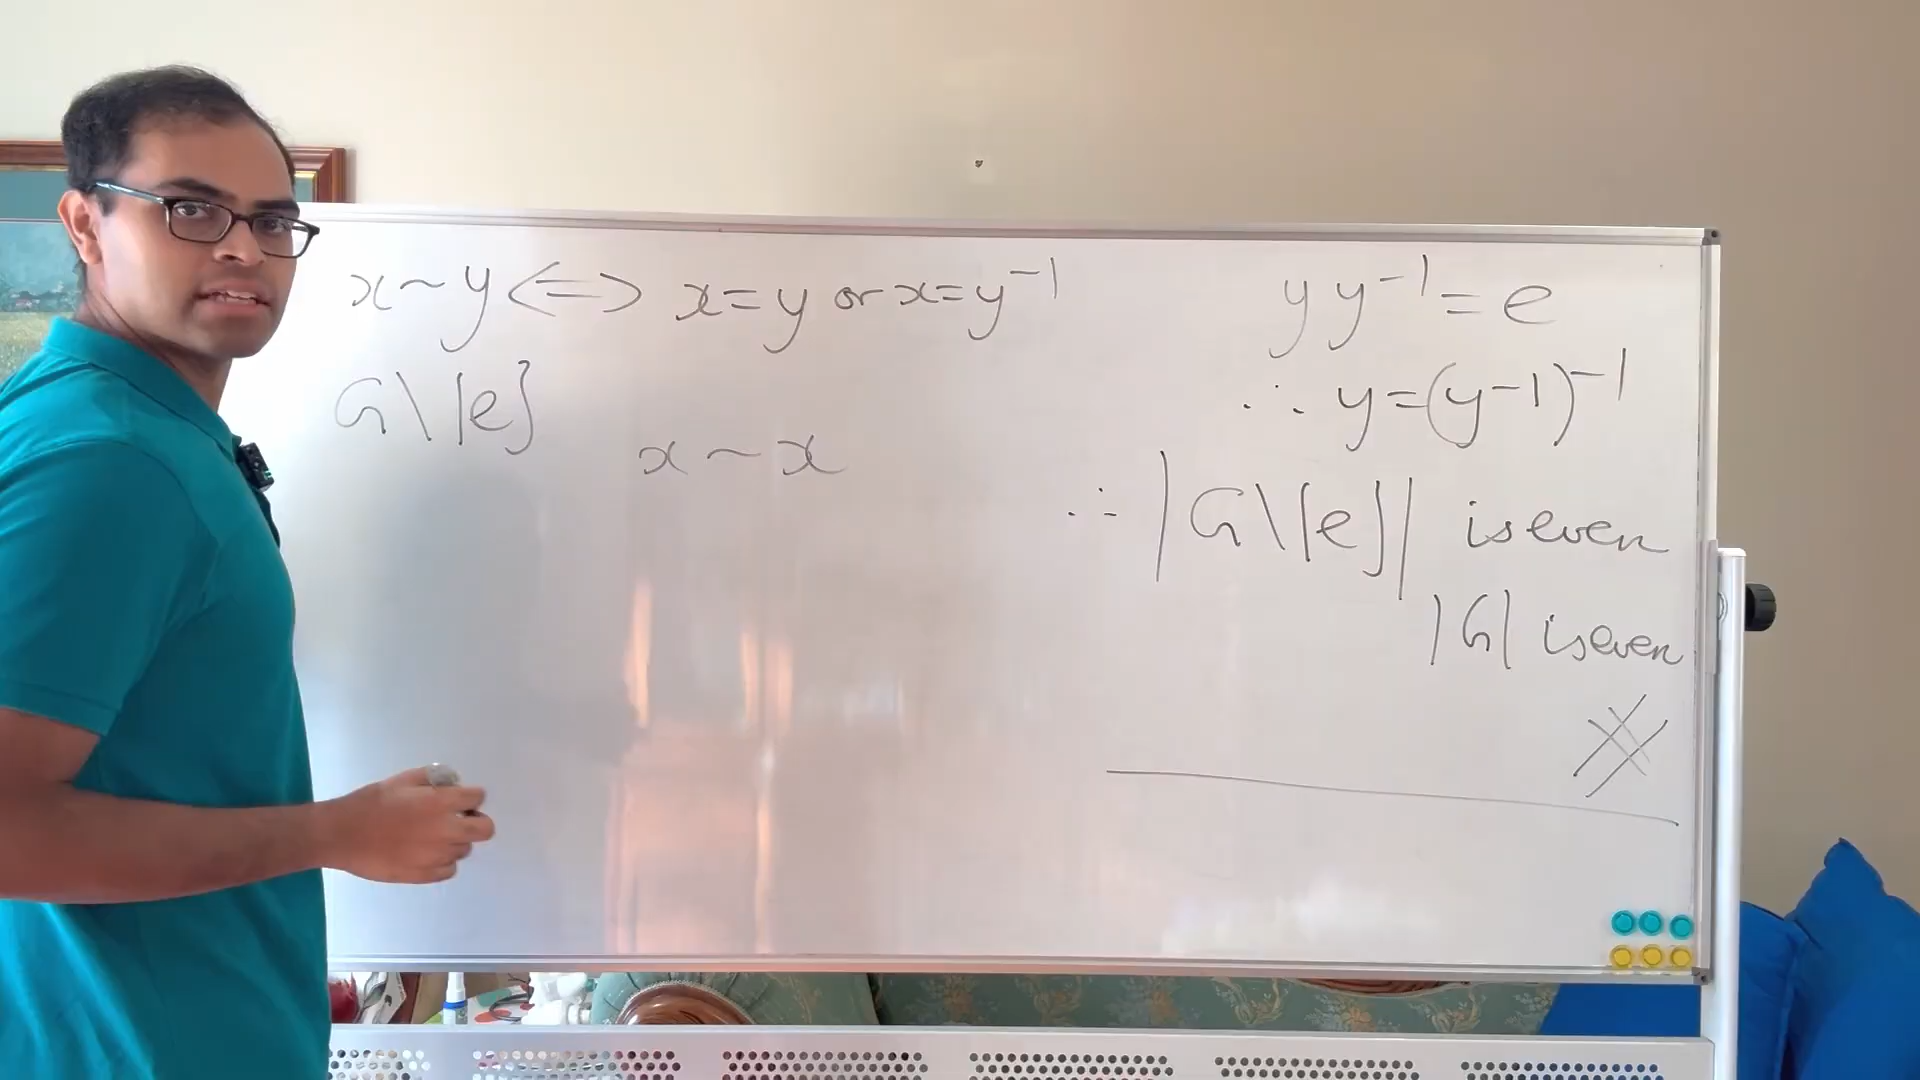 x ~ y <=> x = y or x = y⁻¹
G \ {e}
x ~ x
y y⁻¹ = e
∴ y = (y-1)⁻¹
∴ |G \ {e}| is even
|G| is even